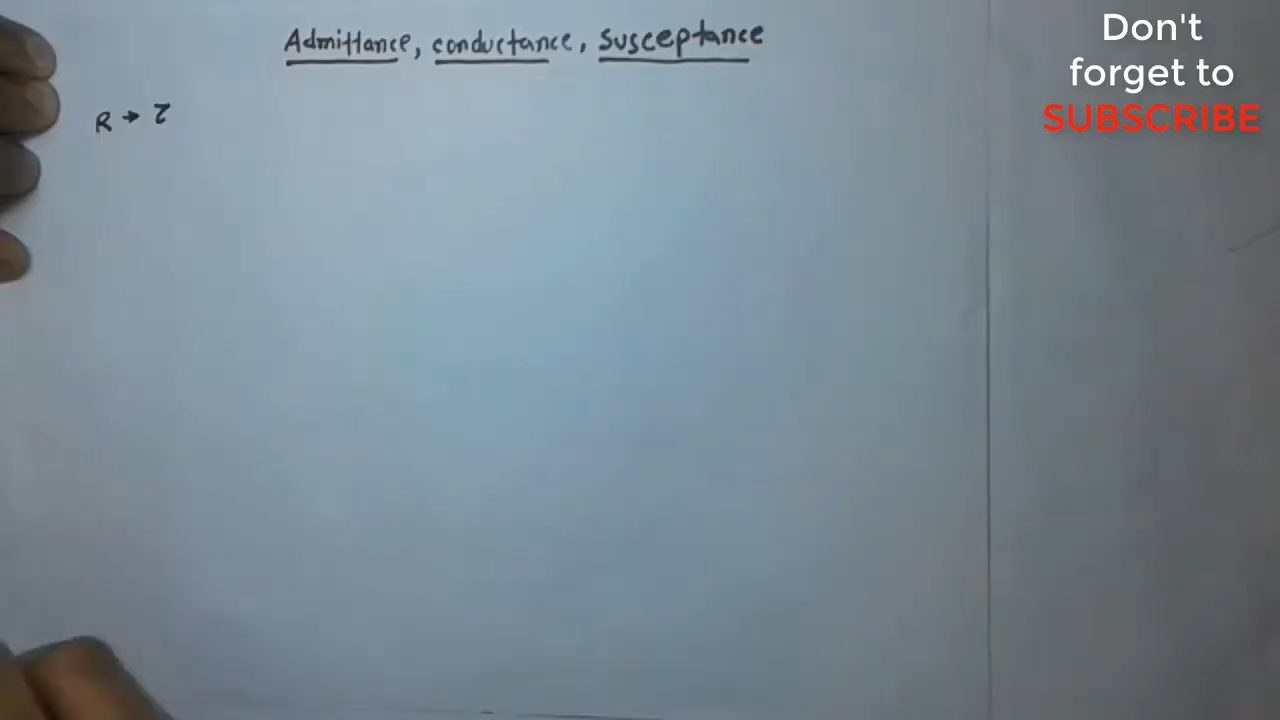 Admittance, conductance, susceptance
R → Z
Don't
forget to
SUBSCRIBE